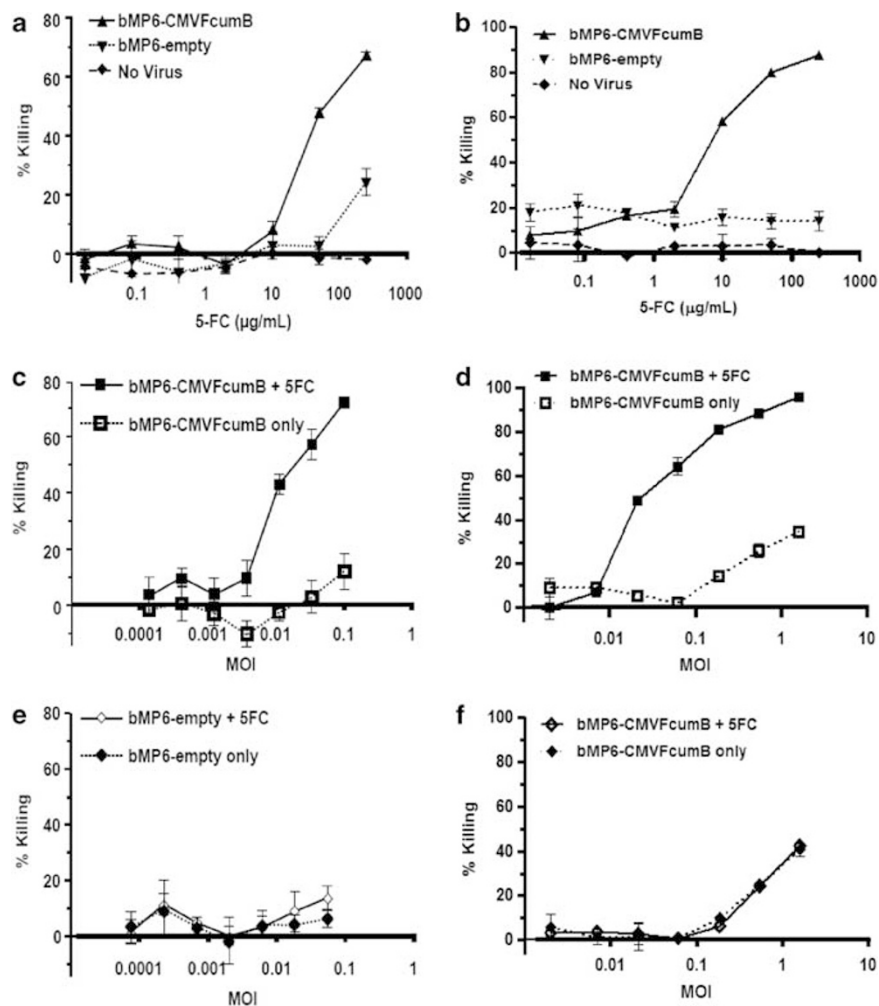 a
bMP6-CMVFcumB
bMP6-empty
No Virus
80
60
40
20
0
% Killing
0.1 1 10 100 1000
5-FC (µg/mL)
b
bMP6-CMVFcumB
bMP6-empty
No Virus
100
80
60
40
20
0
% Killing
0.1 1 10 100 1000
5-FC (µg/mL)
c
bMP6-CMVFcumB + 5FC
bMP6-CMVFcumB only
80
60
40
20
0
% Killing
0.0001 0.001 0.01 0.1 1
MOI
d
bMP6-CMVFcumB + 5FC
bMP6-CMVFcumB only
100
80
60
40
20
0
% Killing
0.01 0.1 1 10
MOI
e
bMP6-empty + 5FC
bMP6-empty only
80
60
40
20
0
% Killing
0.0001 0.001 0.01 0.1 1
MOI
f
bMP6-CMVFcumB + 5FC
bMP6-CMVFcumB only
100
80
60
40
20
0
% Killing
0.01 0.1 1 10
MOI